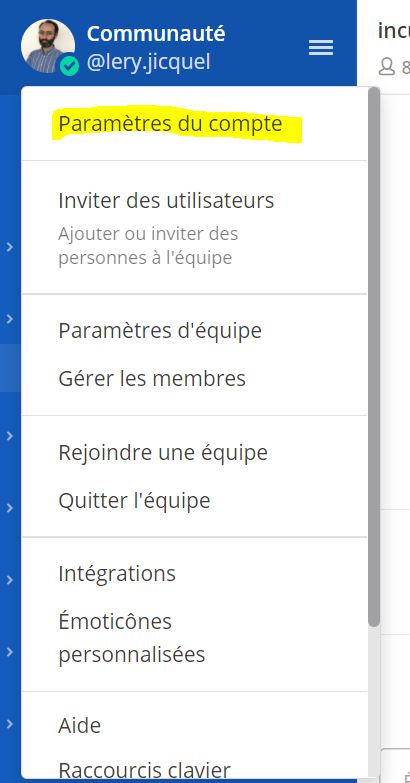 Communauté
@lery.jicquel
incu
8
Paramètres du compte
Inviter des utilisateurs
Ajouter ou inviter des
personnes à l'équipe
Paramètres d'équipe
Gérer les membres
Rejoindre une équipe
Quitter l'équipe
Intégrations
Émoticônes
personnalisées
Aide
Raccourcis clavier